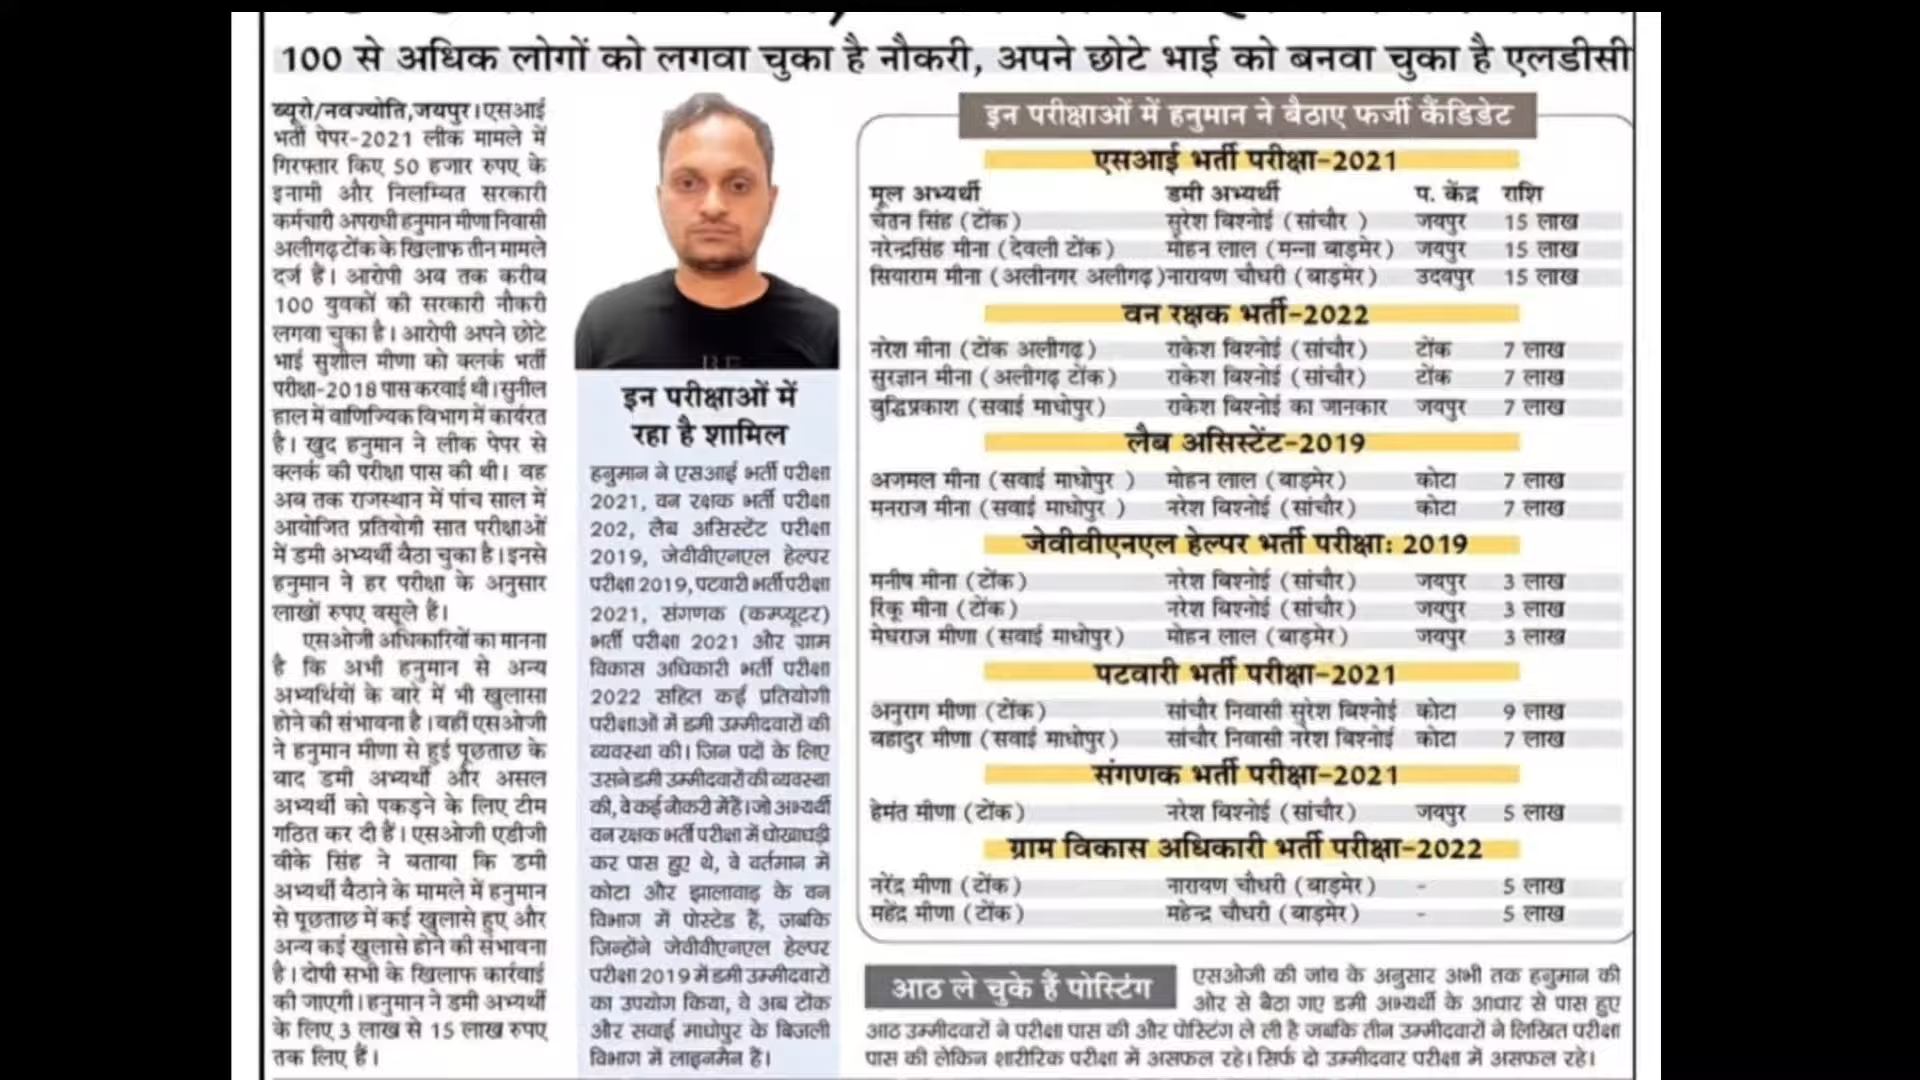 100 से अधिक लोगों को लगवा चुका है नौकरी, अपने छोटे भाई को बनवा चुका है एलडीसी
ब्यूरो/नवज्योति,जयपुर। एसआई
भर्ती पेपर-2021 लीक मामले में
गिरफ्तार किए 50 हजार रुपए के
इनामी और निलम्बित सरकारी
कर्मचारी अपराधी हनुमान मीणा निवासी
अलीगढ़ टोंक के खिलाफ तीन मामले
दर्ज हैं। आरोपी अब तक करीब
100 युवकों की सरकारी नौकरी
लगवा चुका है। आरोपी अपने छोटे
भाई सुशील मीणा को क्लर्क भर्ती
परीक्षा-2018 पास करवाई थी। सुनील
हाल में वाणिज्यिक विभाग में कार्यरत
है। खुद हनुमान ने लीक पेपर से
क्लर्क की परीक्षा पास की थी। वह
अब तक राजस्थान में पांच साल में
आयोजित प्रतियोगी सात परीक्षाओं
में डमी अभ्यर्थी बैठा चुका है। इनसे
हनुमान ने हर परीक्षा के अनुसार
लाखों रुपए वसूले हैं।
एसओजी अधिकारियों का मानना
है कि अभी हनुमान से अन्य
अभ्यर्थियों के बारे में भी खुलासा
होने की संभावना है। वहीं एसओजी
ने हनुमान मीणा से हुई पूछताछ के
बाद डमी अभ्यर्थी और असल
अभ्यर्थी को पकड़ने के लिए टीम
गठित कर दी हैं। एसओजी एडीजी
वीके सिंह ने बताया कि डमी
अभ्यर्थी बैठाने के मामले में हनुमान
से पूछताछ में कई खुलासे हुए और
अन्य कई खुलासे होने की संभावना
है। दोषी सभी के खिलाफ कार्रवाई
की जाएगी। हनुमान ने डमी अभ्यर्थी
के लिए 3 लाख से 15 लाख रुपए
तक लिए हैं।
इन परीक्षाओं में
रहा है शामिल
हनुमान ने एसआई भर्ती परीक्षा
2021, वन रक्षक भर्ती परीक्षा
202, लैब असिस्टेंट परीक्षा
2019, जेवीवीएनएल हेल्पर
परीक्षा 2019, पटवारी भर्ती परीक्षा
2021, संगणक (कम्प्यूटर)
भर्ती परीक्षा 2021 और ग्राम
विकास अधिकारी भर्ती परीक्षा
2022 सहित कई प्रतियोगी
परीक्षाओं में डमी उम्मीदवारों की
व्यवस्था की। जिन पदों के लिए
उसने डमी उम्मीदवारों की व्यवस्था
की, वे कई नौकरी में हैं। जो अभ्यर्थी
वन रक्षक भर्ती परीक्षा में धोखाधड़ी
कर पास हुए थे, वे वर्तमान में
कोटा और झालावाड़ के वन
विभाग में पोस्टेड हैं, जबकि
जिन्होंने जेवीवीएनएल हेल्पर
परीक्षा 2019 में डमी उम्मीदवारों
का उपयोग किया, वे अब टोंक
और सवाई माधोपुर के बिजली
विभाग में लाइनमैन हैं।
इन परीक्षाओं में हनुमान ने बैठाए फर्जी कैंडिडेट
एसआई भर्ती परीक्षा-2021
मूल अभ्यर्थी डमी अभ्यर्थी प. केंद्र राशि
चेतन सिंह (टोंक) सुरेश बिश्नोई (सांचौर ) जयपुर 15 लाख
नरेन्द्रसिंह मीना (देवली टोंक) मोहन लाल (मन्ना बाड़मेर) जयपुर 15 लाख
सियाराम मीना (अलीनगर अलीगढ़) नारायण चौधरी (बाड़मेर) उदयपुर 15 लाख
वन रक्षक भर्ती-2022
नरेश मीना (टोंक अलीगढ़) राकेश बिश्नोई (सांचौर) टोंक 7 लाख
सुरज्ञान मीना (अलीगढ़ टोंक) राकेश बिश्नोई (सांचौर) टोंक 7 लाख
बुद्धिप्रकाश (सवाई माधोपुर) राकेश बिश्नोई का जानकार जयपुर 7 लाख
लैब असिस्टेंट-2019
अजमल मीना (सवाई माधोपुर ) मोहन लाल (बाड़मेर) कोटा 7 लाख
मनराज मीना (सवाई माधोपुर ) नरेश बिश्नोई (सांचौर) कोटा 7 लाख
जेवीवीएनएल हेल्पर भर्ती परीक्षा: 2019
मनीष मीना (टोंक) नरेश बिश्नोई (सांचौर) जयपुर 3 लाख
रिंकू मीना (टोंक) नरेश बिश्नोई (सांचौर) जयपुर 3 लाख
मेघराज मीणा (सवाई माधोपुर) मोहन लाल (बाड़मेर) जयपुर 3 लाख
पटवारी भर्ती परीक्षा-2021
अनुराग मीणा (टोंक) सांचौर निवासी सुरेश बिश्नोई कोटा 9 लाख
बहादुर मीणा (सवाई माधोपुर) सांचौर निवासी नरेश बिश्नोई कोटा 7 लाख
संगणक भर्ती परीक्षा-2021
हेमंत मीणा (टोंक) नरेश बिश्नोई (सांचौर) जयपुर 5 लाख
ग्राम विकास अधिकारी भर्ती परीक्षा-2022
नरेंद्र मीणा (टोंक) नारायण चौधरी (बाड़मेर) - 5 लाख
महेंद्र मीणा (टोंक) महेन्द्र चौधरी (बाड़मेर) - 5 लाख
आठ ले चुके हैं पोस्टिंग
एसओजी की जांच के अनुसार अभी तक हनुमान की
ओर से बैठा गए डमी अभ्यर्थी के आधार से पास हुए
आठ उम्मीदवारों ने परीक्षा पास की और पोस्टिंग ले ली है जबकि तीन उम्मीदवारों ने लिखित परीक्षा
पास की लेकिन शारीरिक परीक्षा में असफल रहे। सिर्फ दो उम्मीदवार परीक्षा में असफल रहे।